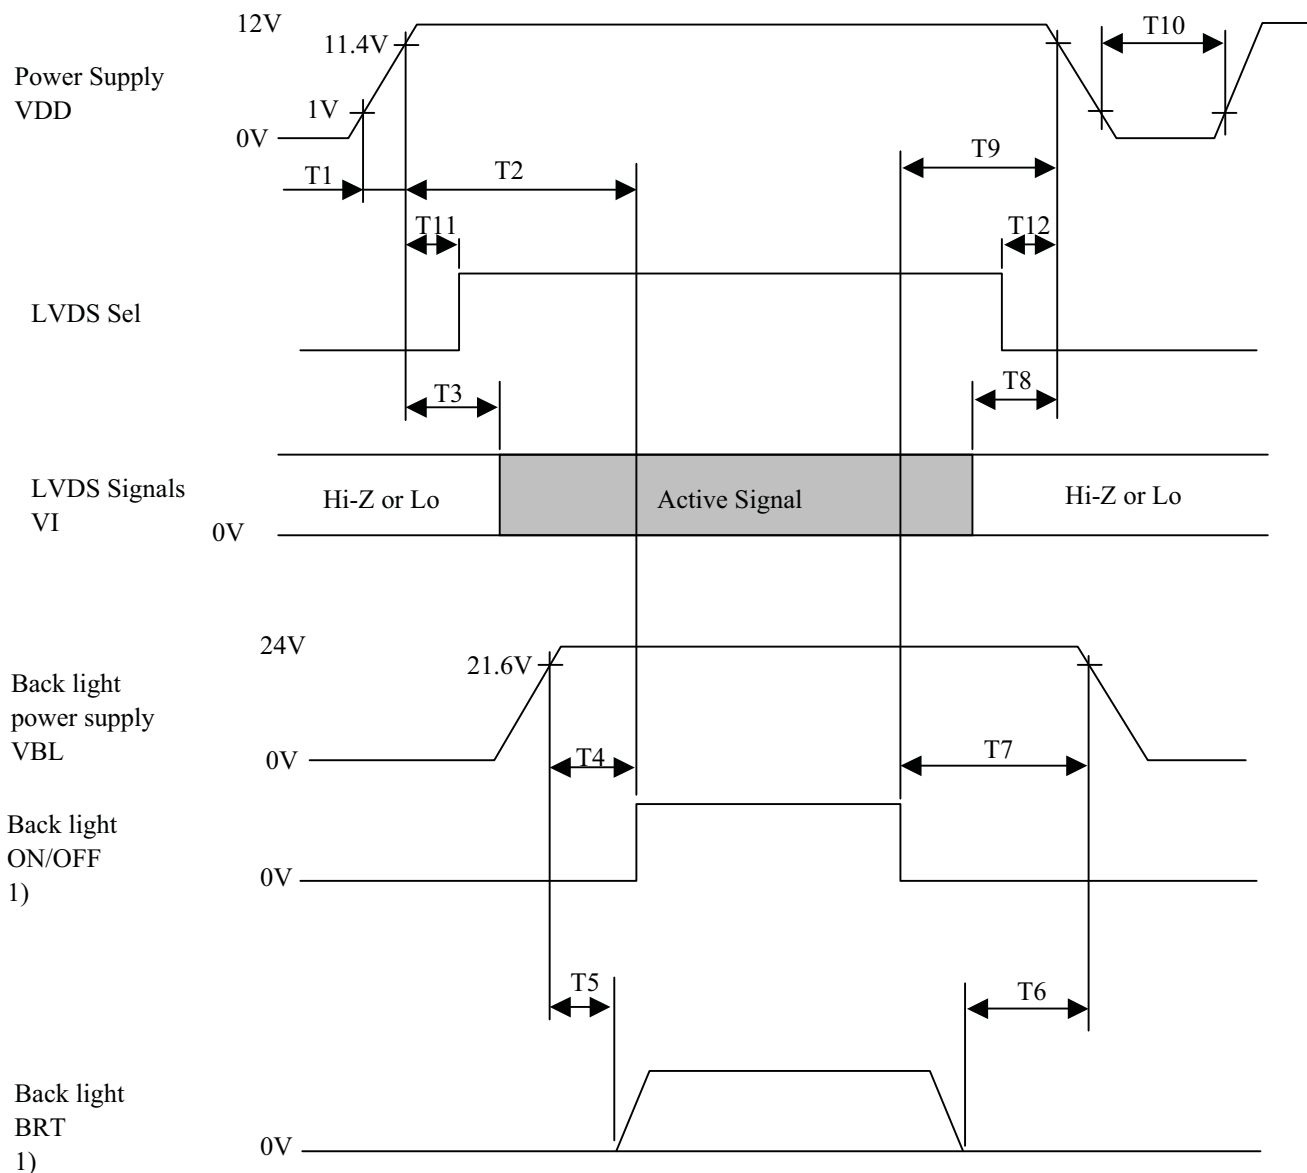 12V
T10
11.4V
Power Supply
VDD
1V
0V
T9
T1
T2
T11
T12
LVDS Sel
T3
T8
LVDS Signals
VI
Hi-Z or Lo
Active Signal
Hi-Z or Lo
0V
24V
21.6V
Back light
power supply
VBL
T4
T7
0V
Back light
ON/OFF
1)
0V
T5
T6
Back light
BRT
1)
0V